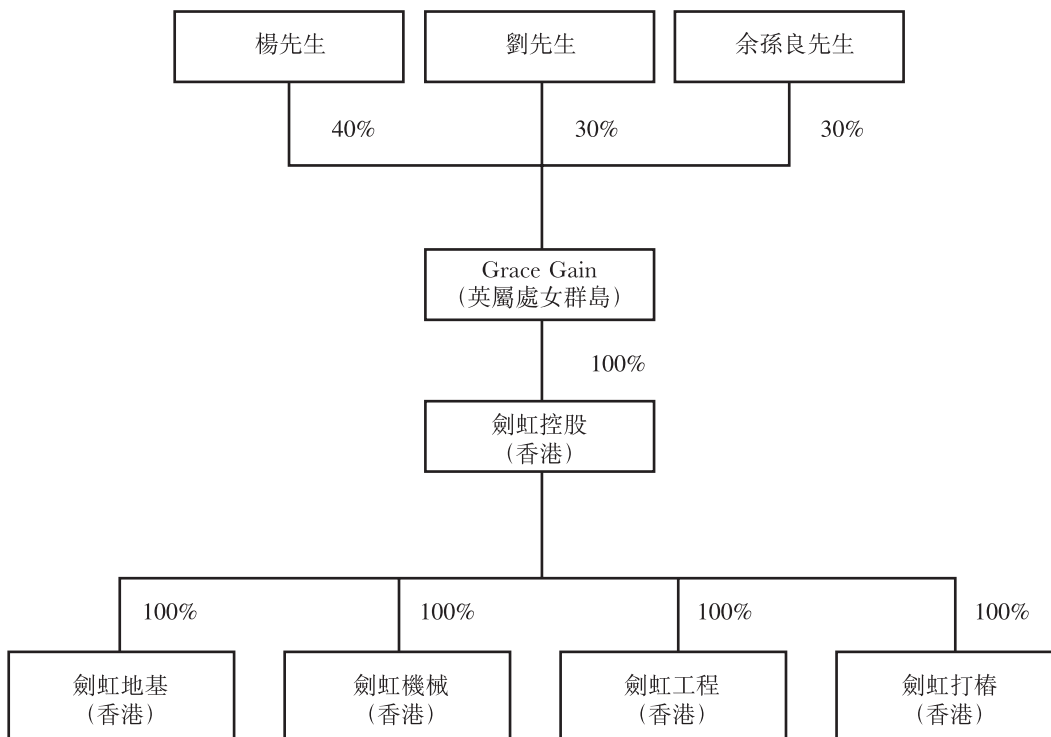 楊先生
劉先生
余孫良先生
40%
30%
30%
Grace Gain
（英屬處女群島）
100%
劍虹控股
（香港）
100%
100%
100%
100%
劍虹地基
（香港）
劍虹機械
（香港）
劍虹工程
（香港）
劍虹打樁
（香港）